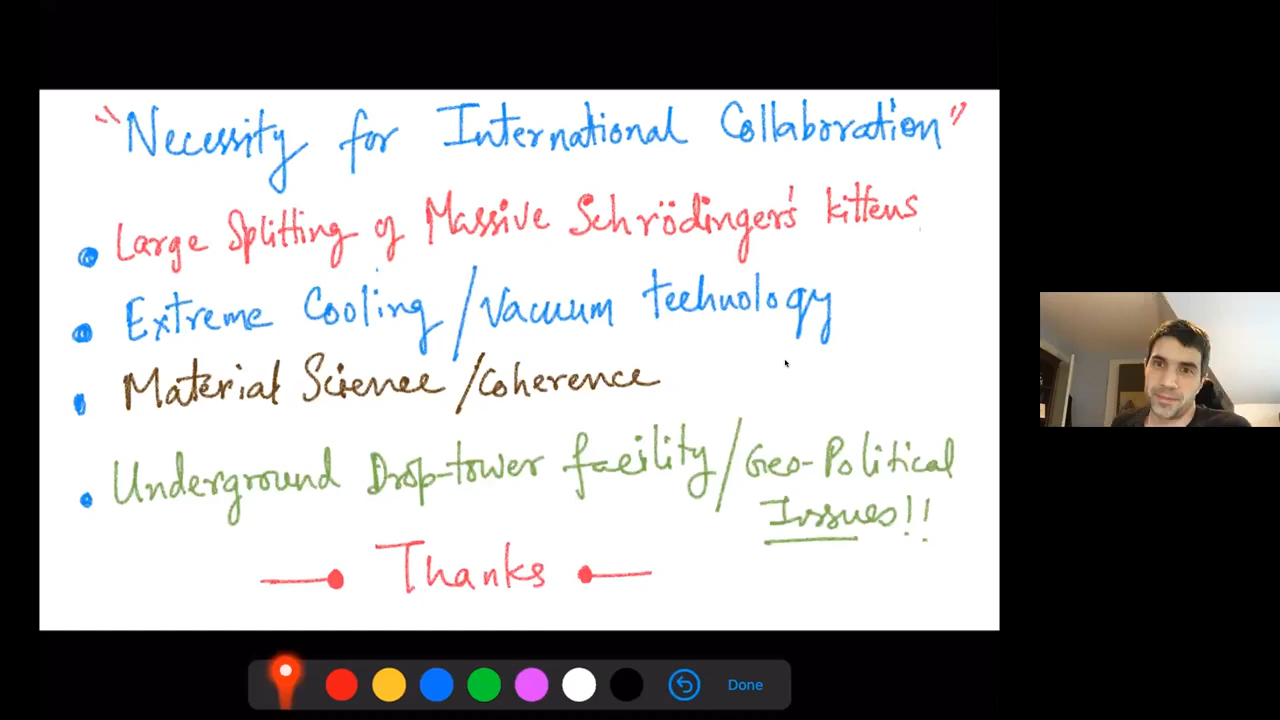 "Necessity for International Collaboration"
• Large Splitting of Massive Schrödinger's kittens
• Extreme Cooling/Vacuum technology
• Material Science/Coherence
• Underground Drop-tower facility/Geo-Political
Issues!!
Thanks
Done